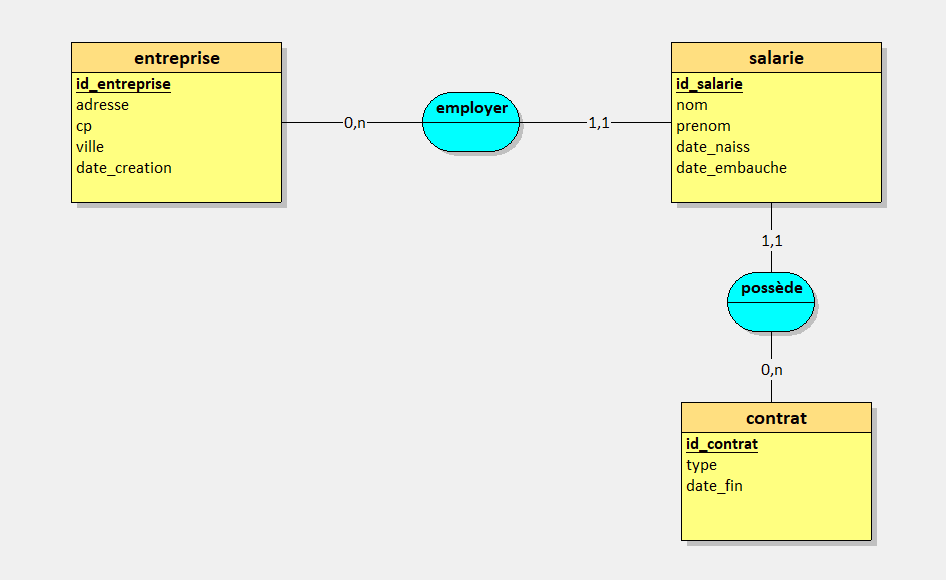 entreprise
id_entreprise
adresse
cp
ville
date_creation
0,n
employer
1,1
salarie
id_salarie
nom
prenom
date_naiss
date_embauche
1,1
possède
0,n
contrat
id_contrat
type
date_fin